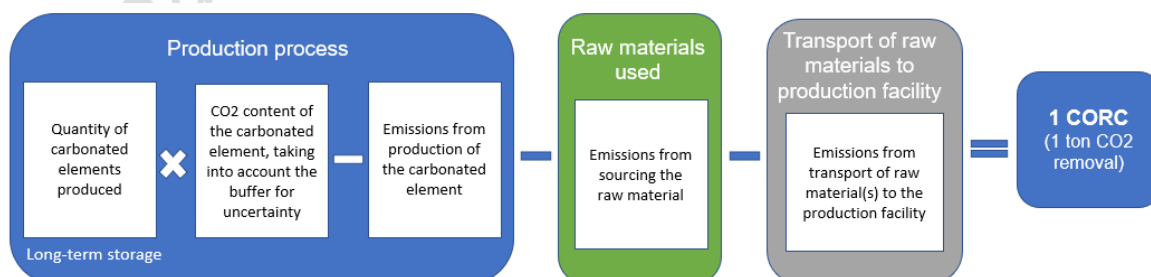 Production process
Quantity of
carbonated
elements
produced
CO2 content of
the carbonated
element, taking
into account the
buffer for
uncertainty
Emissions from
production of
the carbonated
element
Long-term storage
Raw materials
used
Emissions from
sourcing the
raw material
Transport of raw
materials to
production facility
Emissions from
transport of raw
material(s) to the
production facility
1 CORC
(1 ton CO2
removal)